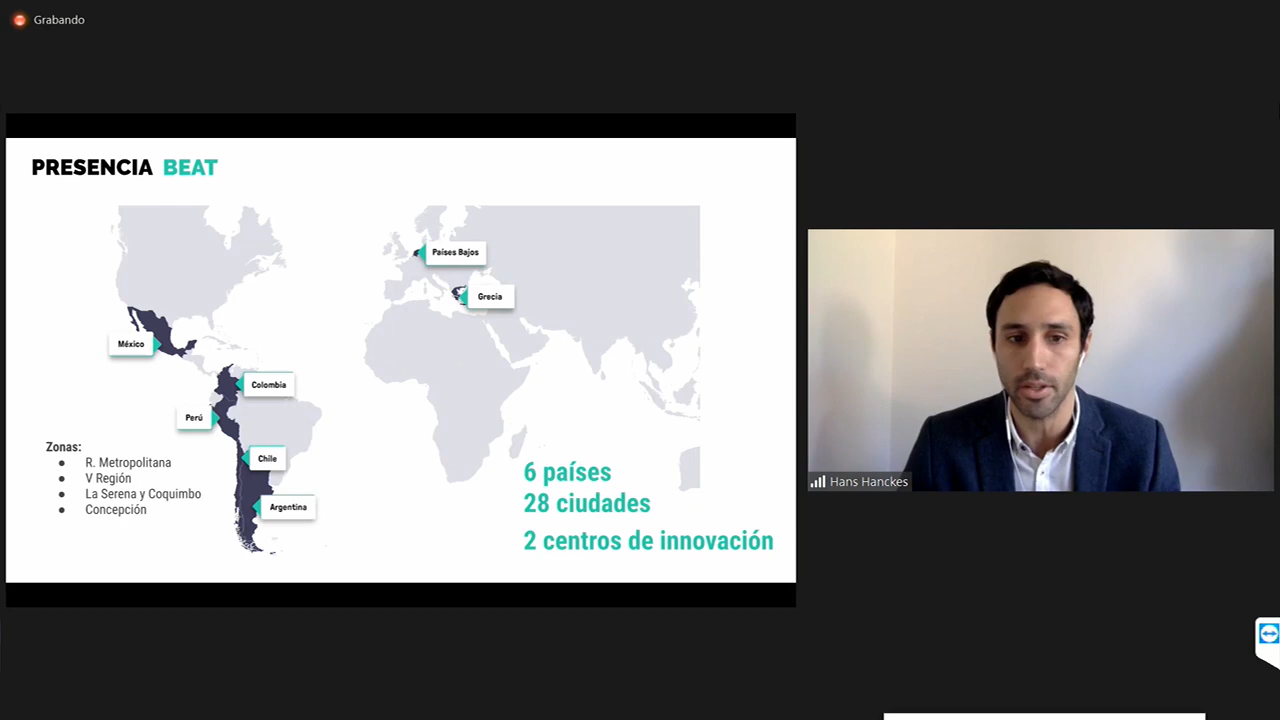 Grabando
PRESENCIA BEAT
Países Bajos
Grecia
México
Colombia
Perú
Chile
Argentina
Zonas:
● R. Metropolitana
● V Región
● La Serena y Coquimbo
● Concepción
6 países
28 ciudades
2 centros de innovación
Hans Hanckes